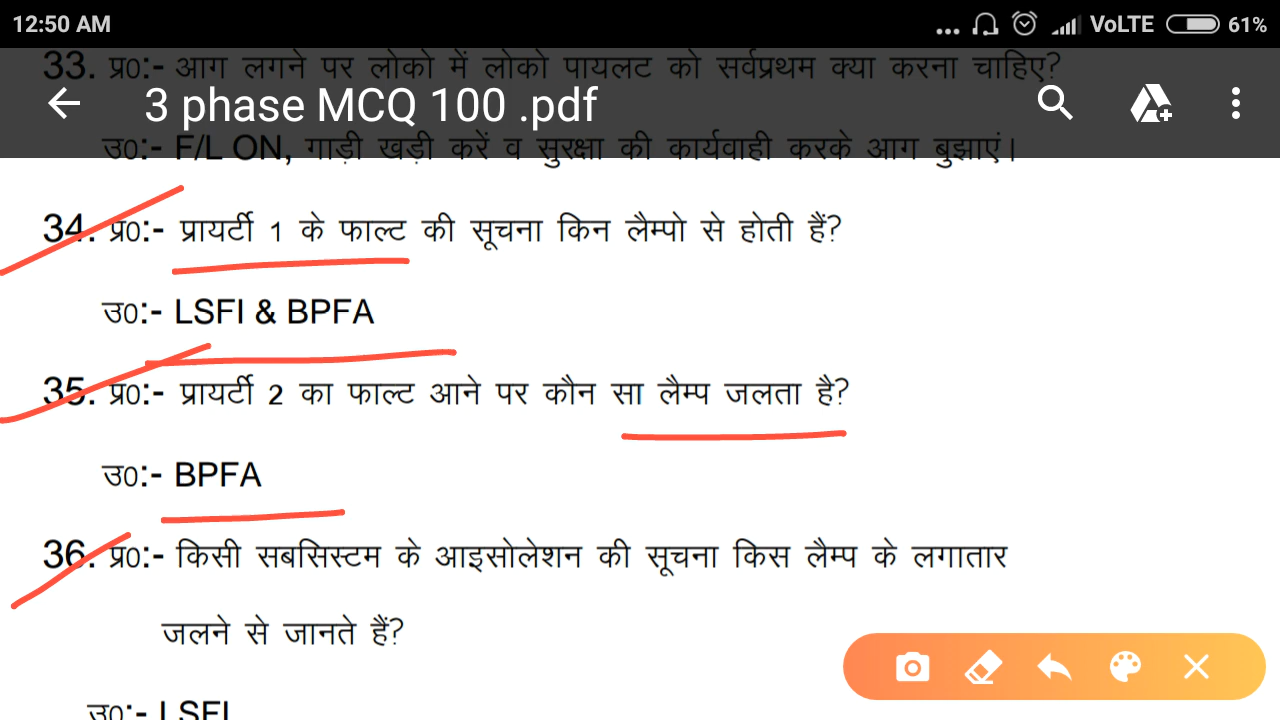 12:50 AM ... VoLTE 61%
33. प्र0:- आग लगने पर लोको में लोको पायलट को सर्वप्रथम क्या करना चाहिए?
3 phase MCQ 100 .pdf
उ0:- F/L ON, गाड़ी खड़ी करें व सुरक्षा की कार्यवाही करके आग बुझाएं।
34. प्र0:- प्रायर्टी 1 के फाल्ट की सूचना किन लैम्पो से होती हैं?
उ0:- LSFI & BPFA
35. प्र0:- प्रायर्टी 2 का फाल्ट आने पर कौन सा लैम्प जलता है?
उ0:- BPFA
36. प्र0:- किसी सबसिस्टम के आइसोलेशन की सूचना किस लैम्प के लगातार
जलने से जानते हैं?
उ0:- LSFI